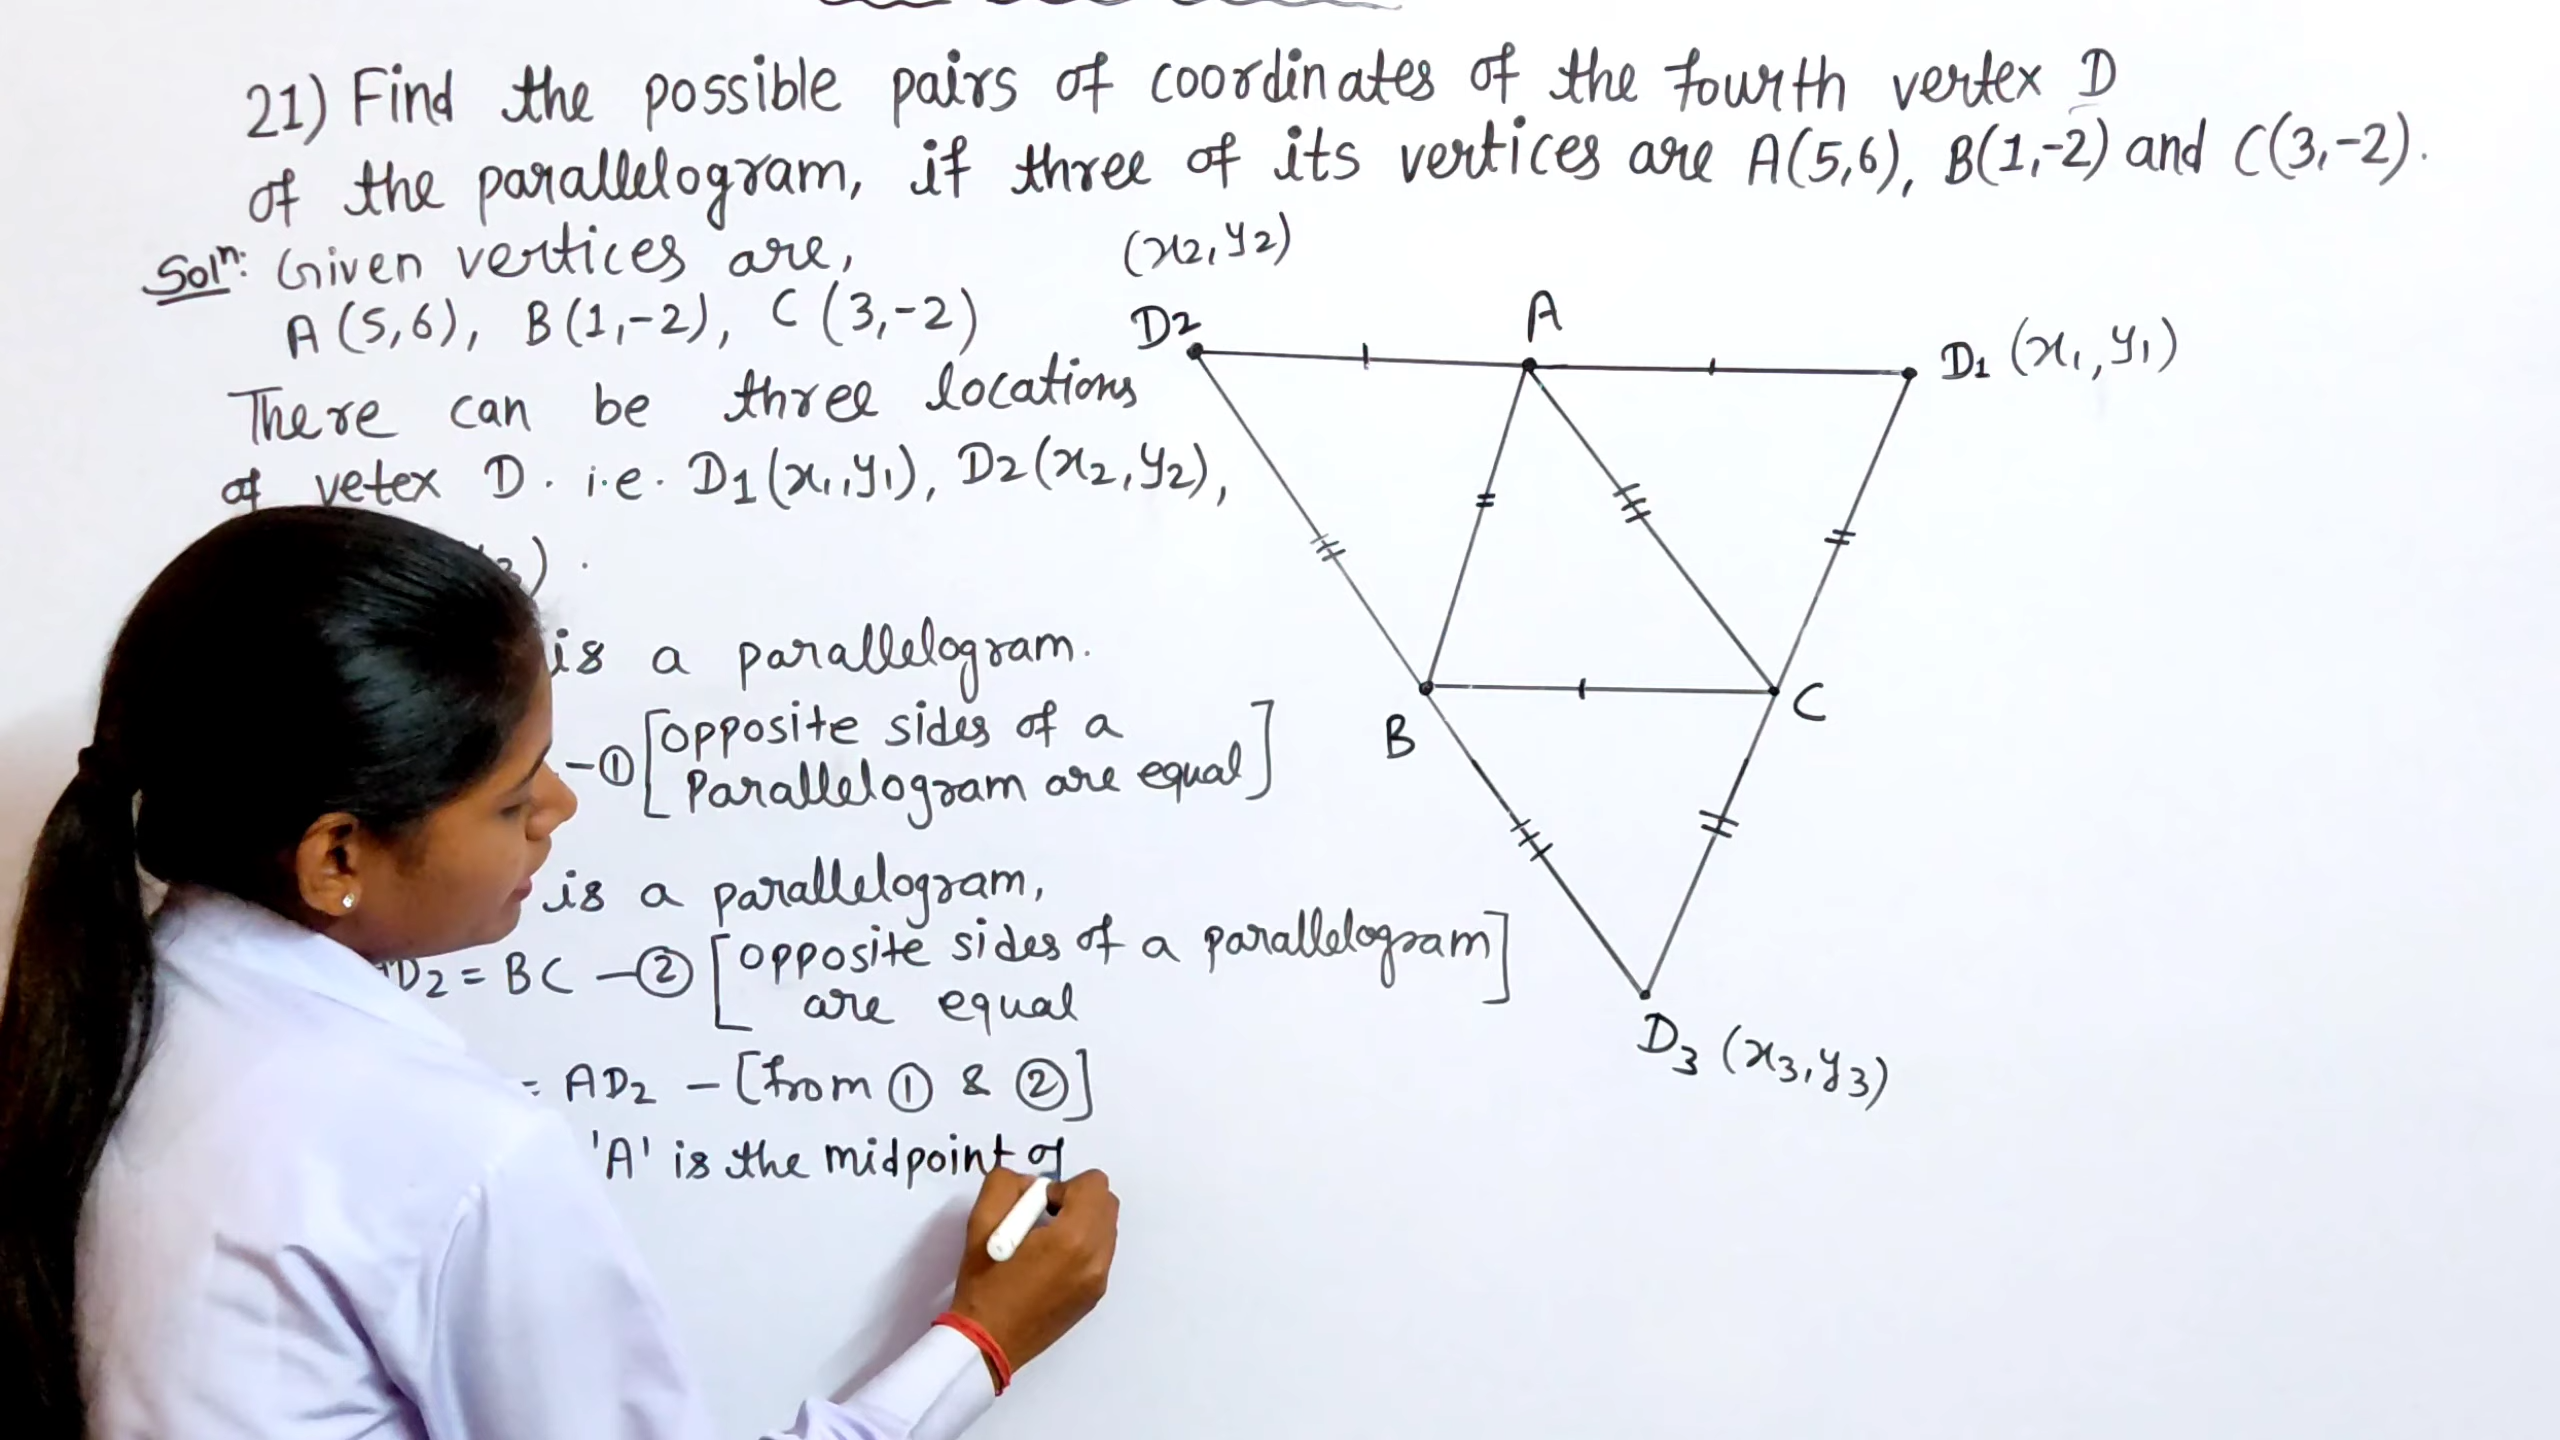 21) Find the possible pairs of coordinates of the fourth vertex D
of the parallelogram, if three of its vertices are A(5,6), B(1,-2) and C(3,-2).
Solⁿ: Given vertices are,
A(5,6), B(1,-2), C(3,-2)
There can be three locations
of vetex D. i.e. D1(x1,y1), D2(x2,y2),
3).
is a parallelogram.
-① [opposite sides of a
Parallelogram are equal]
is a parallelogram,
D2 = BC -② [opposite sides of a parallelogram]
are equal
= AD2 - [from ① & ②]
'A' is the midpoint of
(x2,y2)
D2
A
D1 (x1,y1)
B
C
D3 (x3,y3)